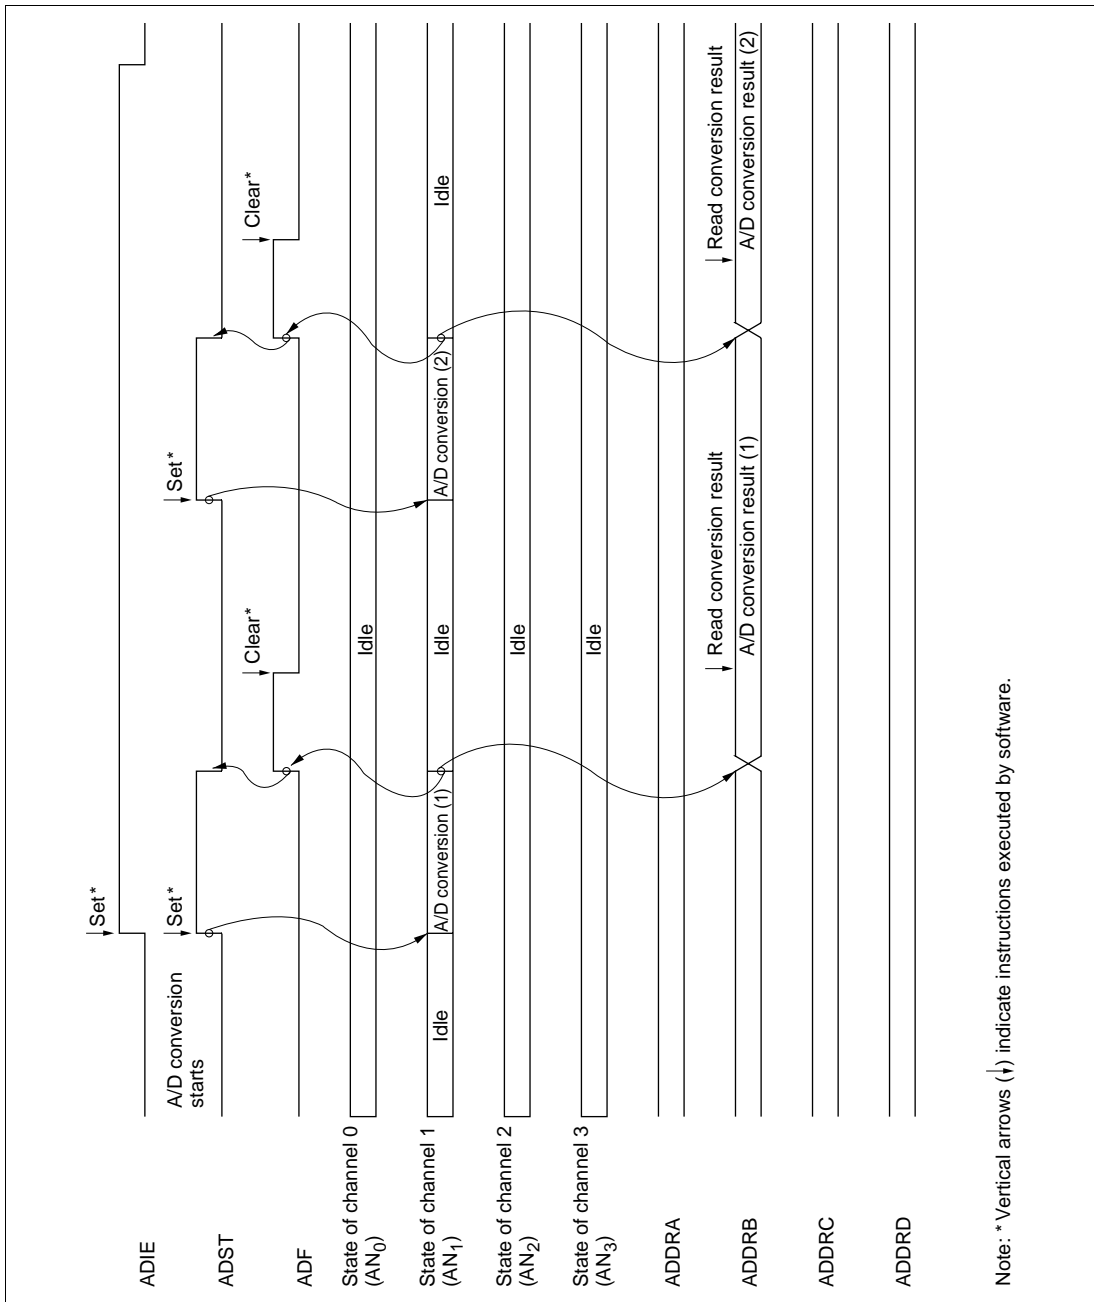 ADIE
Set*
ADST
A/D conversion
starts
Set*
Set*
ADF
Clear*
Clear*
State of channel 0
(AN0)
Idle
State of channel 1
(AN1)
Idle
A/D conversion (1)
Idle
A/D conversion (2)
Idle
State of channel 2
(AN2)
Idle
State of channel 3
(AN3)
Idle
ADDRA
ADDRB
Read conversion result
A/D conversion result (1)
Read conversion result
A/D conversion result (2)
ADDRC
ADDRD
Note: * Vertical arrows (↓) indicate instructions executed by software.